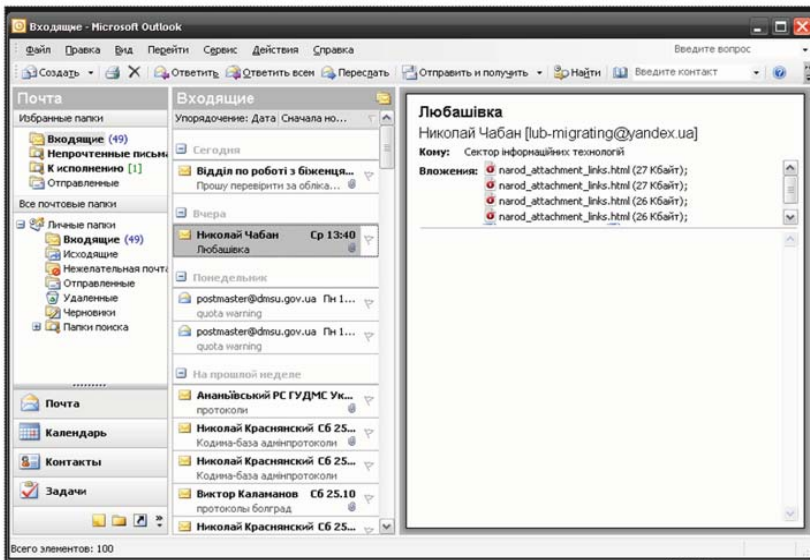 Входящие - Microsoft Outlook
Файл Правка Вид Перейти Сервис Действия Справка Введите вопрос
Создать Ответить Ответить всем Переслать Отправить и получить Найти Введите контакт
Почта
Избранные папки
Входящие (49)
Непрочтенные письма
К исполнению [1]
Отправленные
Все почтовые папки
Личные папки
Входящие (49)
Исходящие
Нежелательная почта
Отправленные
Удаленные
Черновики
Папки поиска
Почта
Календарь
Контакты
Задачи
Входящие
Упорядочение: Дата Сначала но...
Сегодня
Відділ по роботі з біженця...
Прошу перевірити за обліка...
Вчера
Николай Чабан Ср 13:40
Любашівка
Понедельник
postmaster@dmsu.gov.ua Пн 1...
quota warning
postmaster@dmsu.gov.ua Пн 1...
quota warning
На прошлой неделе
Ананьївський РС ГУДМС Ук...
протоколи
Николай Краснянский Сб 25...
Кодина-база адмінпротоколи
Николай Краснянский Сб 25...
Кодина-база адмінпротоколи
Виктор Каламанов Сб 25.10
протоколы болград
Николай Краснянский Сб 25...
Любашівка
Николай Чабан [lub-migrating@yandex.ua]
Кому: Сектор інформаційних технологій
Вложения: narod_attachment_links.html (27 Кбайт);
narod_attachment_links.html (27 Кбайт);
narod_attachment_links.html (26 Кбайт);
narod_attachment_links.html (26 Кбайт);
Всего элементов: 100